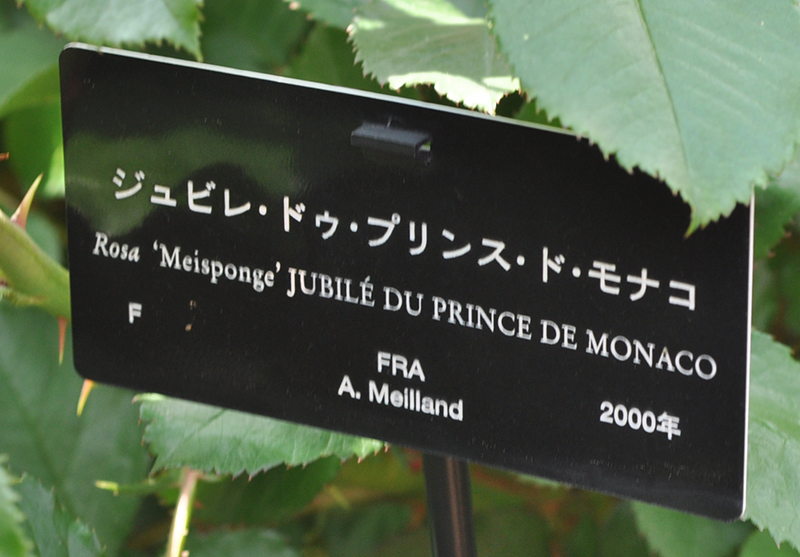 ジュビレ・ドゥ・プリンス・ド・モナコ
Rosa 'Meisponge' JUBILÉ DU PRINCE DE MONACO
F
FRA
A. Meilland
2000年